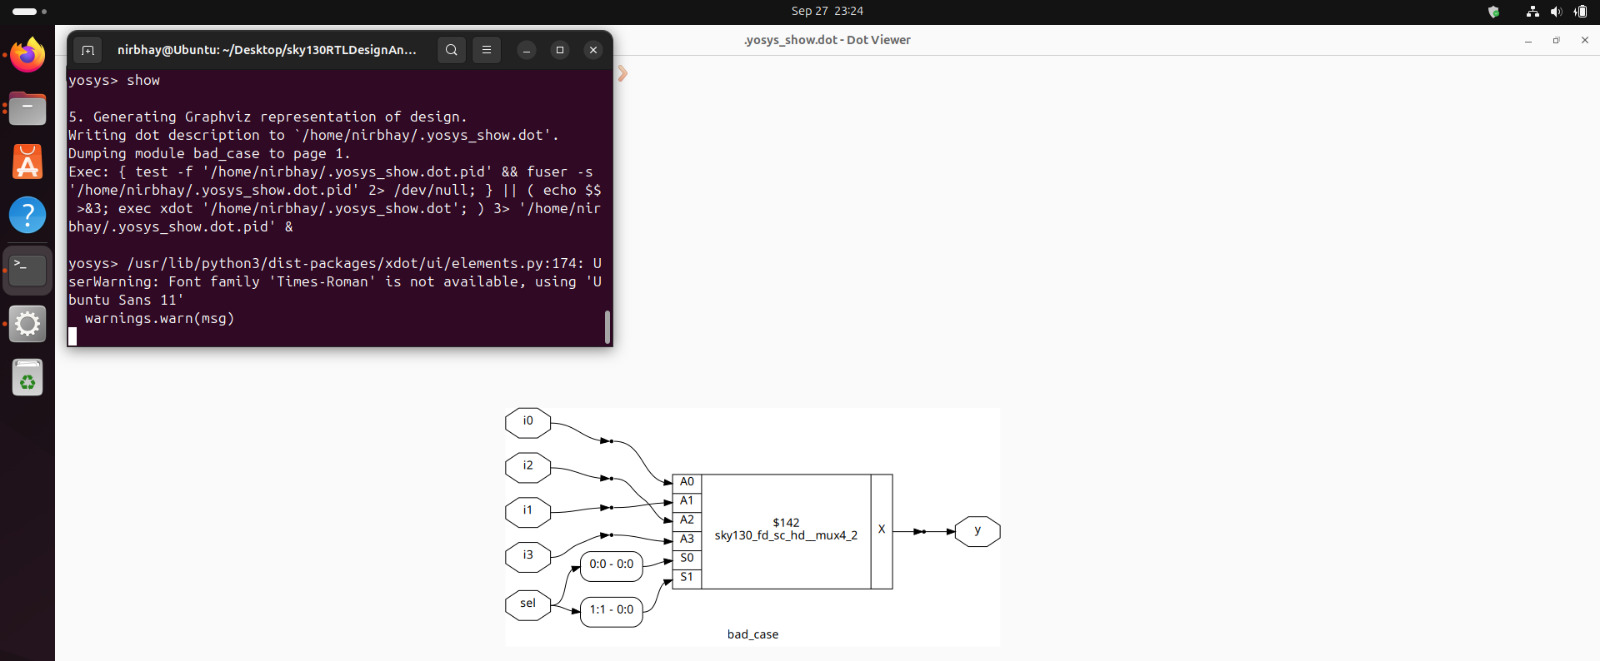 Sep 27 23:24
nirbhay@Ubuntu: ~/Desktop/sky130RTLDesignAn...
.yosys_show.dot - Dot Viewer
yosys> show
5. Generating Graphviz representation of design.
Writing dot description to `/home/nirbhay/.yosys_show.dot'.
Dumping module bad_case to page 1.
Exec: { test -f '/home/nirbhay/.yosys_show.dot.pid' && fuser -s
'/home/nirbhay/.yosys_show.dot.pid' 2> /dev/null; } || ( echo $$
>&3; exec xdot '/home/nirbhay/.yosys_show.dot'; ) 3> '/home/nir
bhay/.yosys_show.dot.pid' &
yosys> /usr/lib/python3/dist-packages/xdot/ui/elements.py:174: U
serWarning: Font family 'Times-Roman' is not available, using 'U
buntu Sans 11'
warnings.warn(msg)
i0
i2
i1
i3
sel
0:0 - 0:0
1:1 - 0:0
A0
A1
A2
A3
S0
S1
$142
sky130_fd_sc_hd__mux4_2
X
y
bad_case